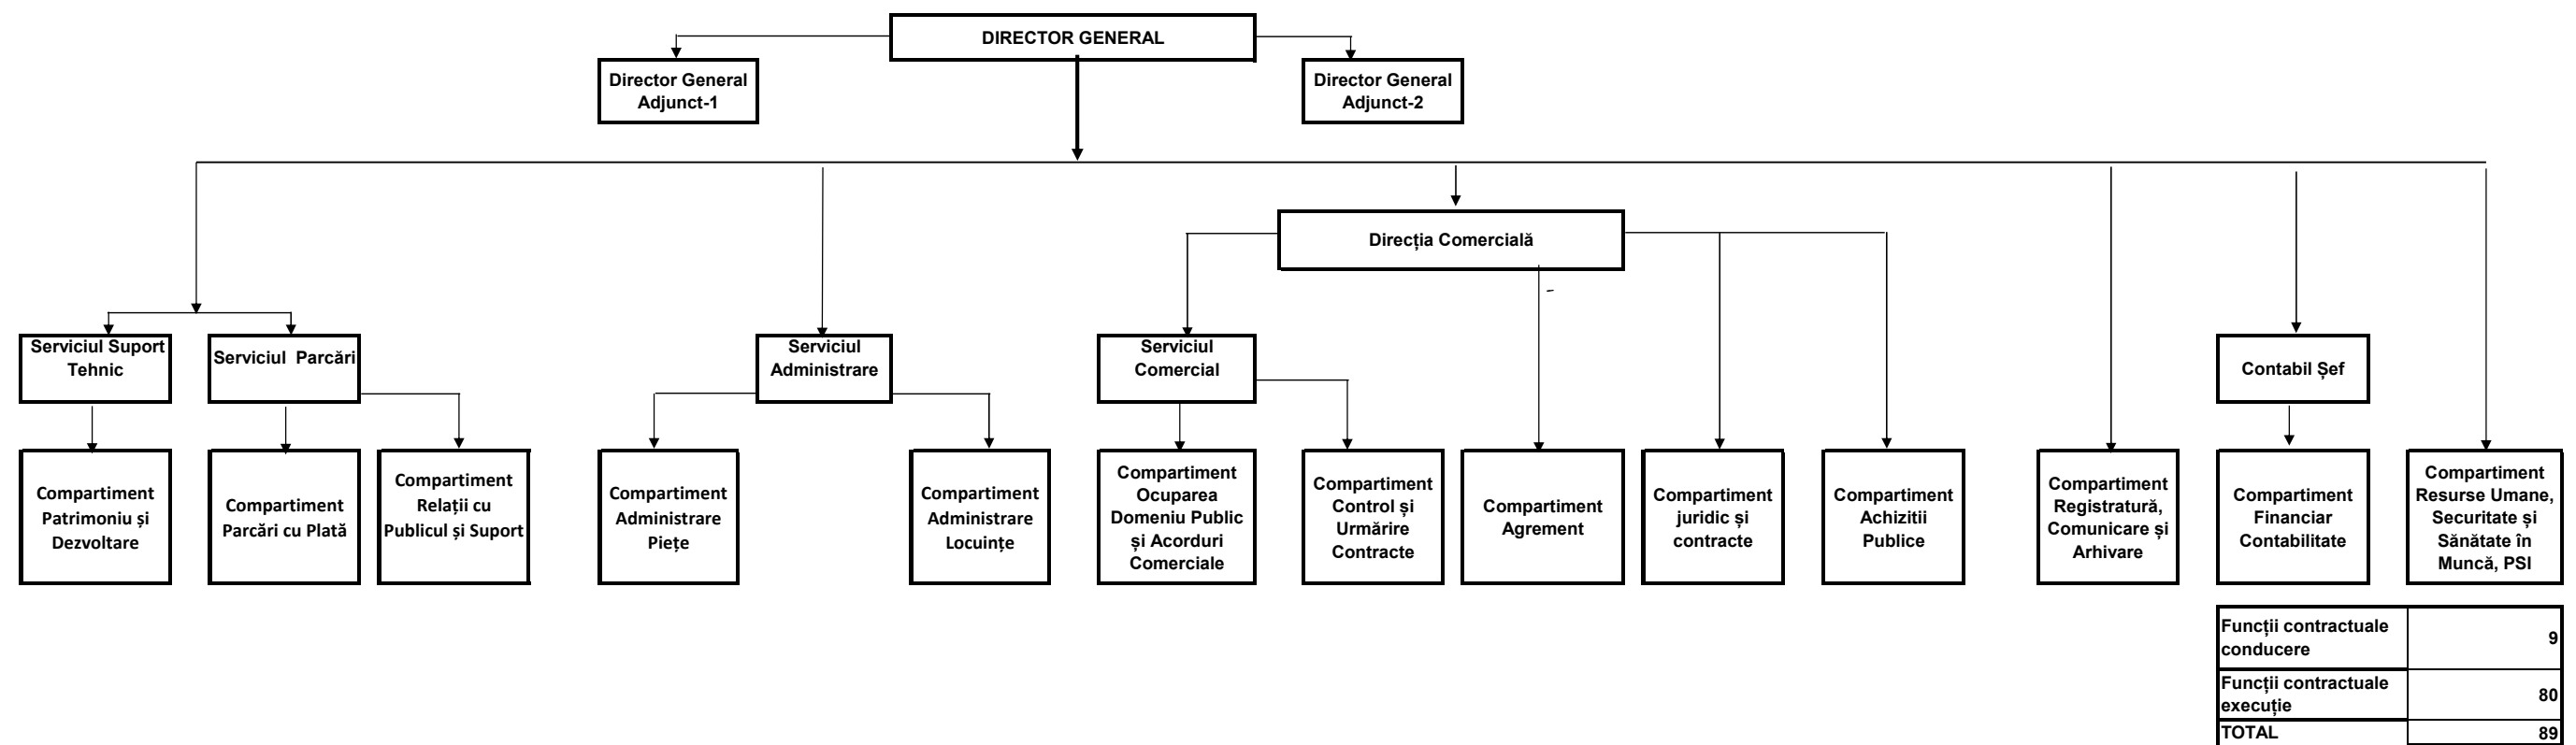 DIRECTOR GENERAL
Director General
Adjunct-1
Director General
Adjunct-2
Direcția Comercială
Serviciul Suport
Tehnic
Serviciul Parcări
Serviciul
Administrare
Serviciul
Comercial
Contabil Șef
Compartiment
Patrimoniu și
Dezvoltare
Compartiment
Parcări cu Plată
Compartiment
Relații cu
Publicul și Suport
Compartiment
Administrare
Piețe
Compartiment
Administrare
Locuințe
Compartiment
Ocuparea
Domeniu Public
și Acorduri
Comerciale
Compartiment
Control și
Urmărire
Contracte
Compartiment
Agrement
Compartiment
juridic și
contracte
Compartiment
Achizitii
Publice
Compartiment
Registratură,
Comunicare și
Arhivare
Compartiment
Financiar
Contabilitate
Compartiment
Resurse Umane,
Securitate și
Sănătate în
Muncă, PSI
Funcții contractuale
conducere
9
Funcții contractuale
execuție
80
TOTAL
89